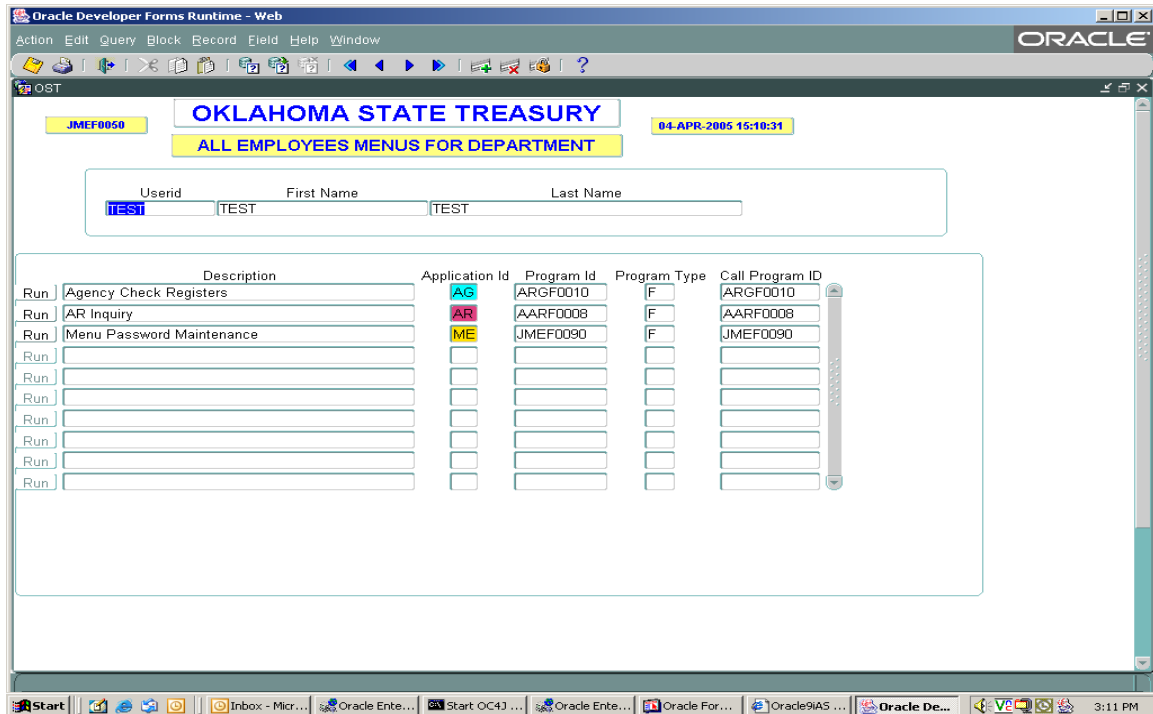 Oracle Developer Forms Runtime - Web
Action Edit Query Block Record Field Help Window
ORACLE
OST
JMEF0050
OKLAHOMA STATE TREASURY
04-APR-2005 15:10:31
ALL EMPLOYEES MENUS FOR DEPARTMENT
Userid First Name Last Name
TEST TEST TEST
Description Application Id Program Id Program Type Call Program ID
Run Agency Check Registers AG ARGF0010 F ARGF0010
Run AR Inquiry AR AARF0008 F AARF0008
Run Menu Password Maintenance ME JMEF0090 F JMEF0090
Run
Run
Run
Run
Run
Run
Run
Start Inbox - Micr... Oracle Ente... Start OC4J ... Oracle Ente... Oracle For... Oracle9iAS ... Oracle De... 3:11 PM